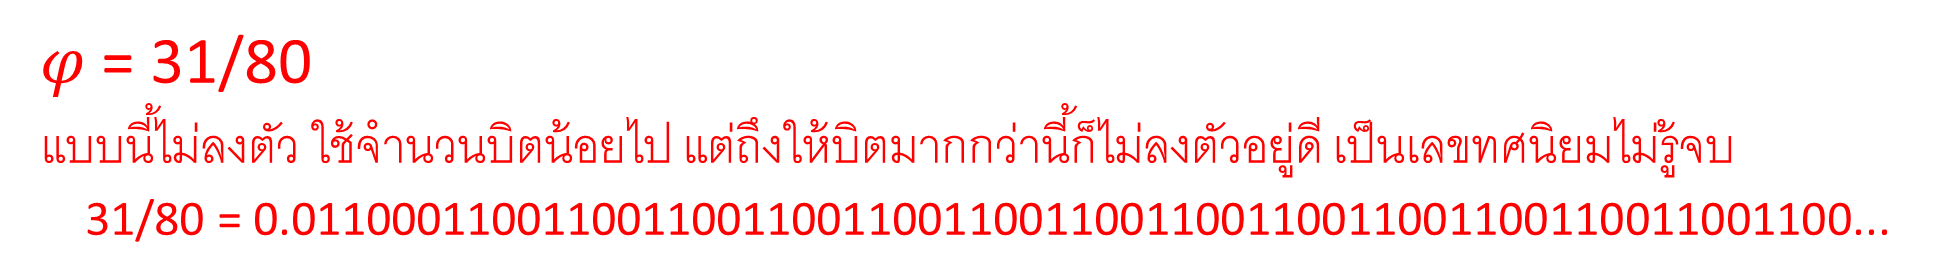 φ = 31/80
แบบนี้ไม่ลงตัว ใช้จำนวนบิตน้อยไป แต่ถึงให้บิตมากกว่านี้ก็ไม่ลงตัวอยู่ดี เป็นเลขทศนิยมไม่รู้จบ
31/80 = 0.01100011001100110011001100110011001100110011001100110011001100...